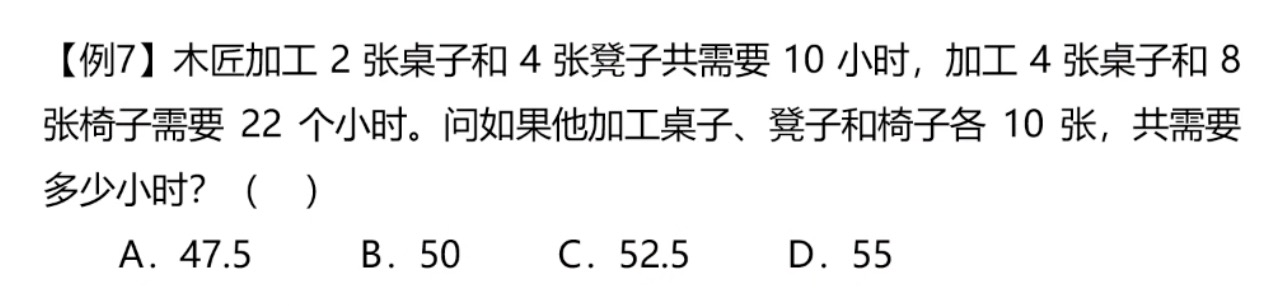 【例7】木匠加工 2 张桌子和 4 张凳子共需要 10 小时，加工 4 张桌子和 8
张椅子需要 22 个小时。问如果他加工桌子、凳子和椅子各 10 张，共需要
多少小时？（ ）
A．47.5 B．50 C．52.5 D．55